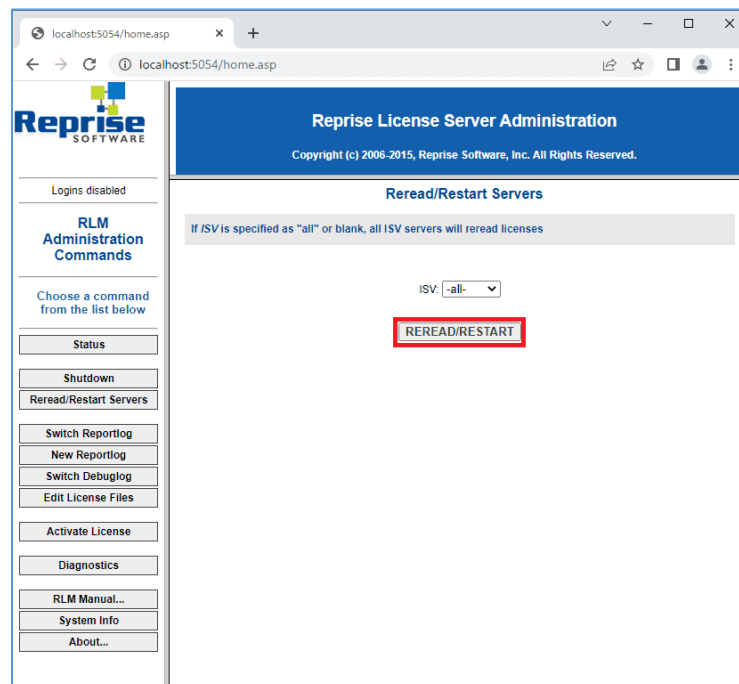 localhost:5054/home.asp
localhost:5054/home.asp
Reprise
SOFTWARE
Reprise License Server Administration
Copyright (c) 2006-2015, Reprise Software, Inc. All Rights Reserved.
Logins disabled
RLM
Administration
Commands
Choose a command
from the list below
Status
Shutdown
Reread/Restart Servers
Switch Reportlog
New Reportlog
Switch Debuglog
Edit License Files
Activate License
Diagnostics
RLM Manual...
System Info
About...
Reread/Restart Servers
If ISV is specified as "all" or blank, all ISV servers will reread licenses
ISV: -all-
REREAD/RESTART